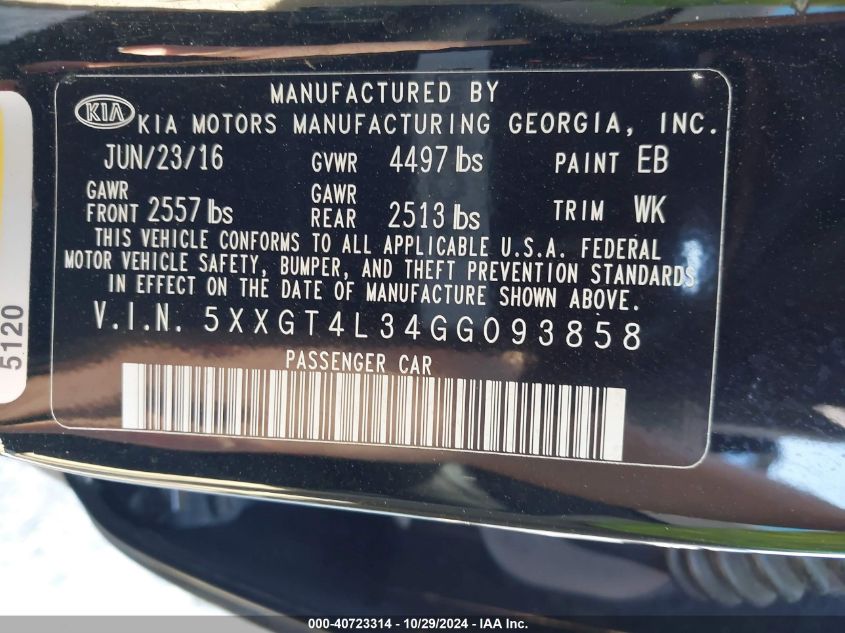 MANUFACTURED BY
KIA KIA MOTORS MANUFACTURING GEORGIA, INC.
JUN/23/16 GVWR 4497 lbs PAINT EB
GAWR FRONT 2557 lbs GAWR REAR 2513 lbs TRIM WK
THIS VEHICLE CONFORMS TO ALL APPLICABLE U.S.A. FEDERAL
MOTOR VEHICLE SAFETY, BUMPER, AND THEFT PREVENTION STANDARDS
IN EFFECT ON THE DATE OF MANUFACTURE SHOWN ABOVE.
V.I.N. 5XXGT4L34GG093858
PASSENGER CAR
5120
000-40723314 - 10/29/2024 - IAA Inc.